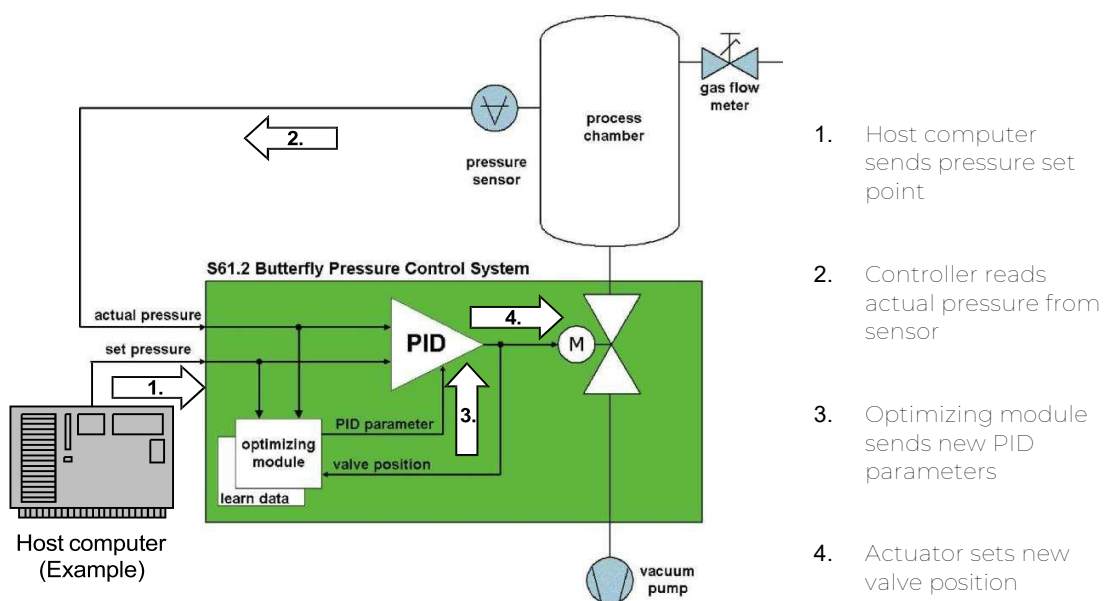 gas flow
meter
process
chamber
2.
pressure
sensor
S61.2 Butterfly Pressure Control System
actual pressure
set pressure
1.
PID
4.
M
3.
PID parameter
optimizing
module
valve position
learn data
Host computer
(Example)
vacuum
pump
1. Host computer
sends pressure set
point
2. Controller reads
actual pressure from
sensor
3. Optimizing module
sends new PID
parameters
4. Actuator sets new
valve position